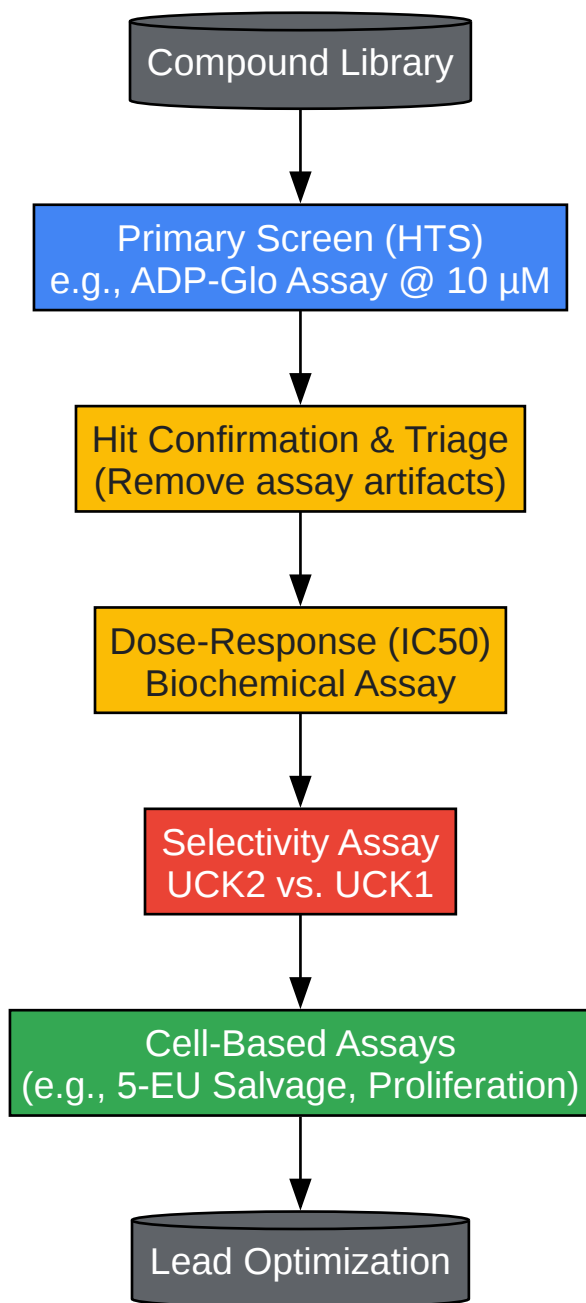 Compound Library
Primary Screen (HTS)
e.g., ADP-Glo Assay @ 10 µM
Hit Confirmation & Triage
(Remove assay artifacts)
Dose-Response (IC50)
Biochemical Assay
Selectivity Assay
UCK2 vs. UCK1
Cell-Based Assays
(e.g., 5-EU Salvage, Proliferation)
Lead Optimization